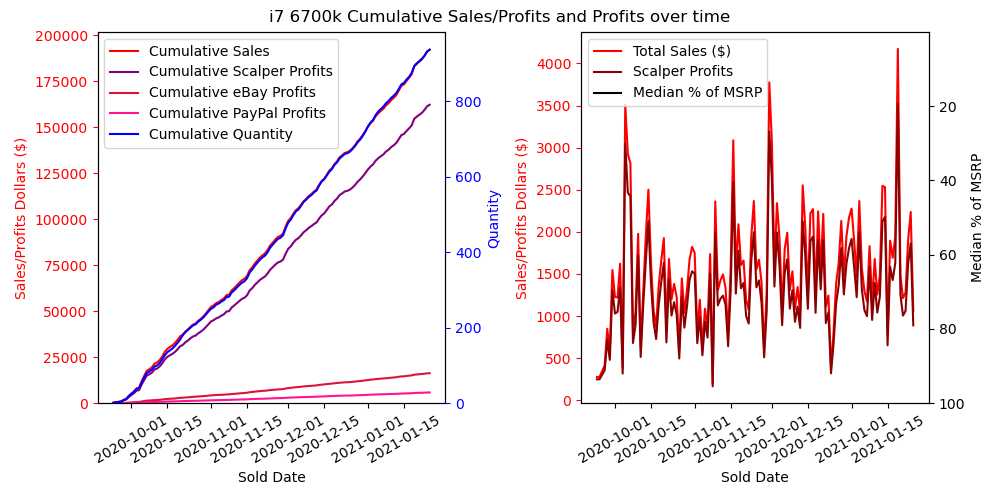 i7 6700k Cumulative Sales/Profits and Profits over time
Sales/Profits Dollars ($)
200000
175000
150000
125000
100000
75000
50000
25000
0
Cumulative Sales
Cumulative Scalper Profits
Cumulative eBay Profits
Cumulative PayPal Profits
Cumulative Quantity
800
600
400
200
0
Quantity
2020-10-01
2020-10-15
2020-11-01
2020-11-15
2020-12-01
2020-12-15
2021-01-01
2021-01-15
Sold Date
Sales/Profits Dollars ($)
4000
3500
3000
2500
2000
1500
1000
500
0
Total Sales ($)
Scalper Profits
Median % of MSRP
20
40
60
80
100
Median % of MSRP
2020-10-01
2020-10-15
2020-11-01
2020-11-15
2020-12-01
2020-12-15
2021-01-01
2021-01-15
Sold Date